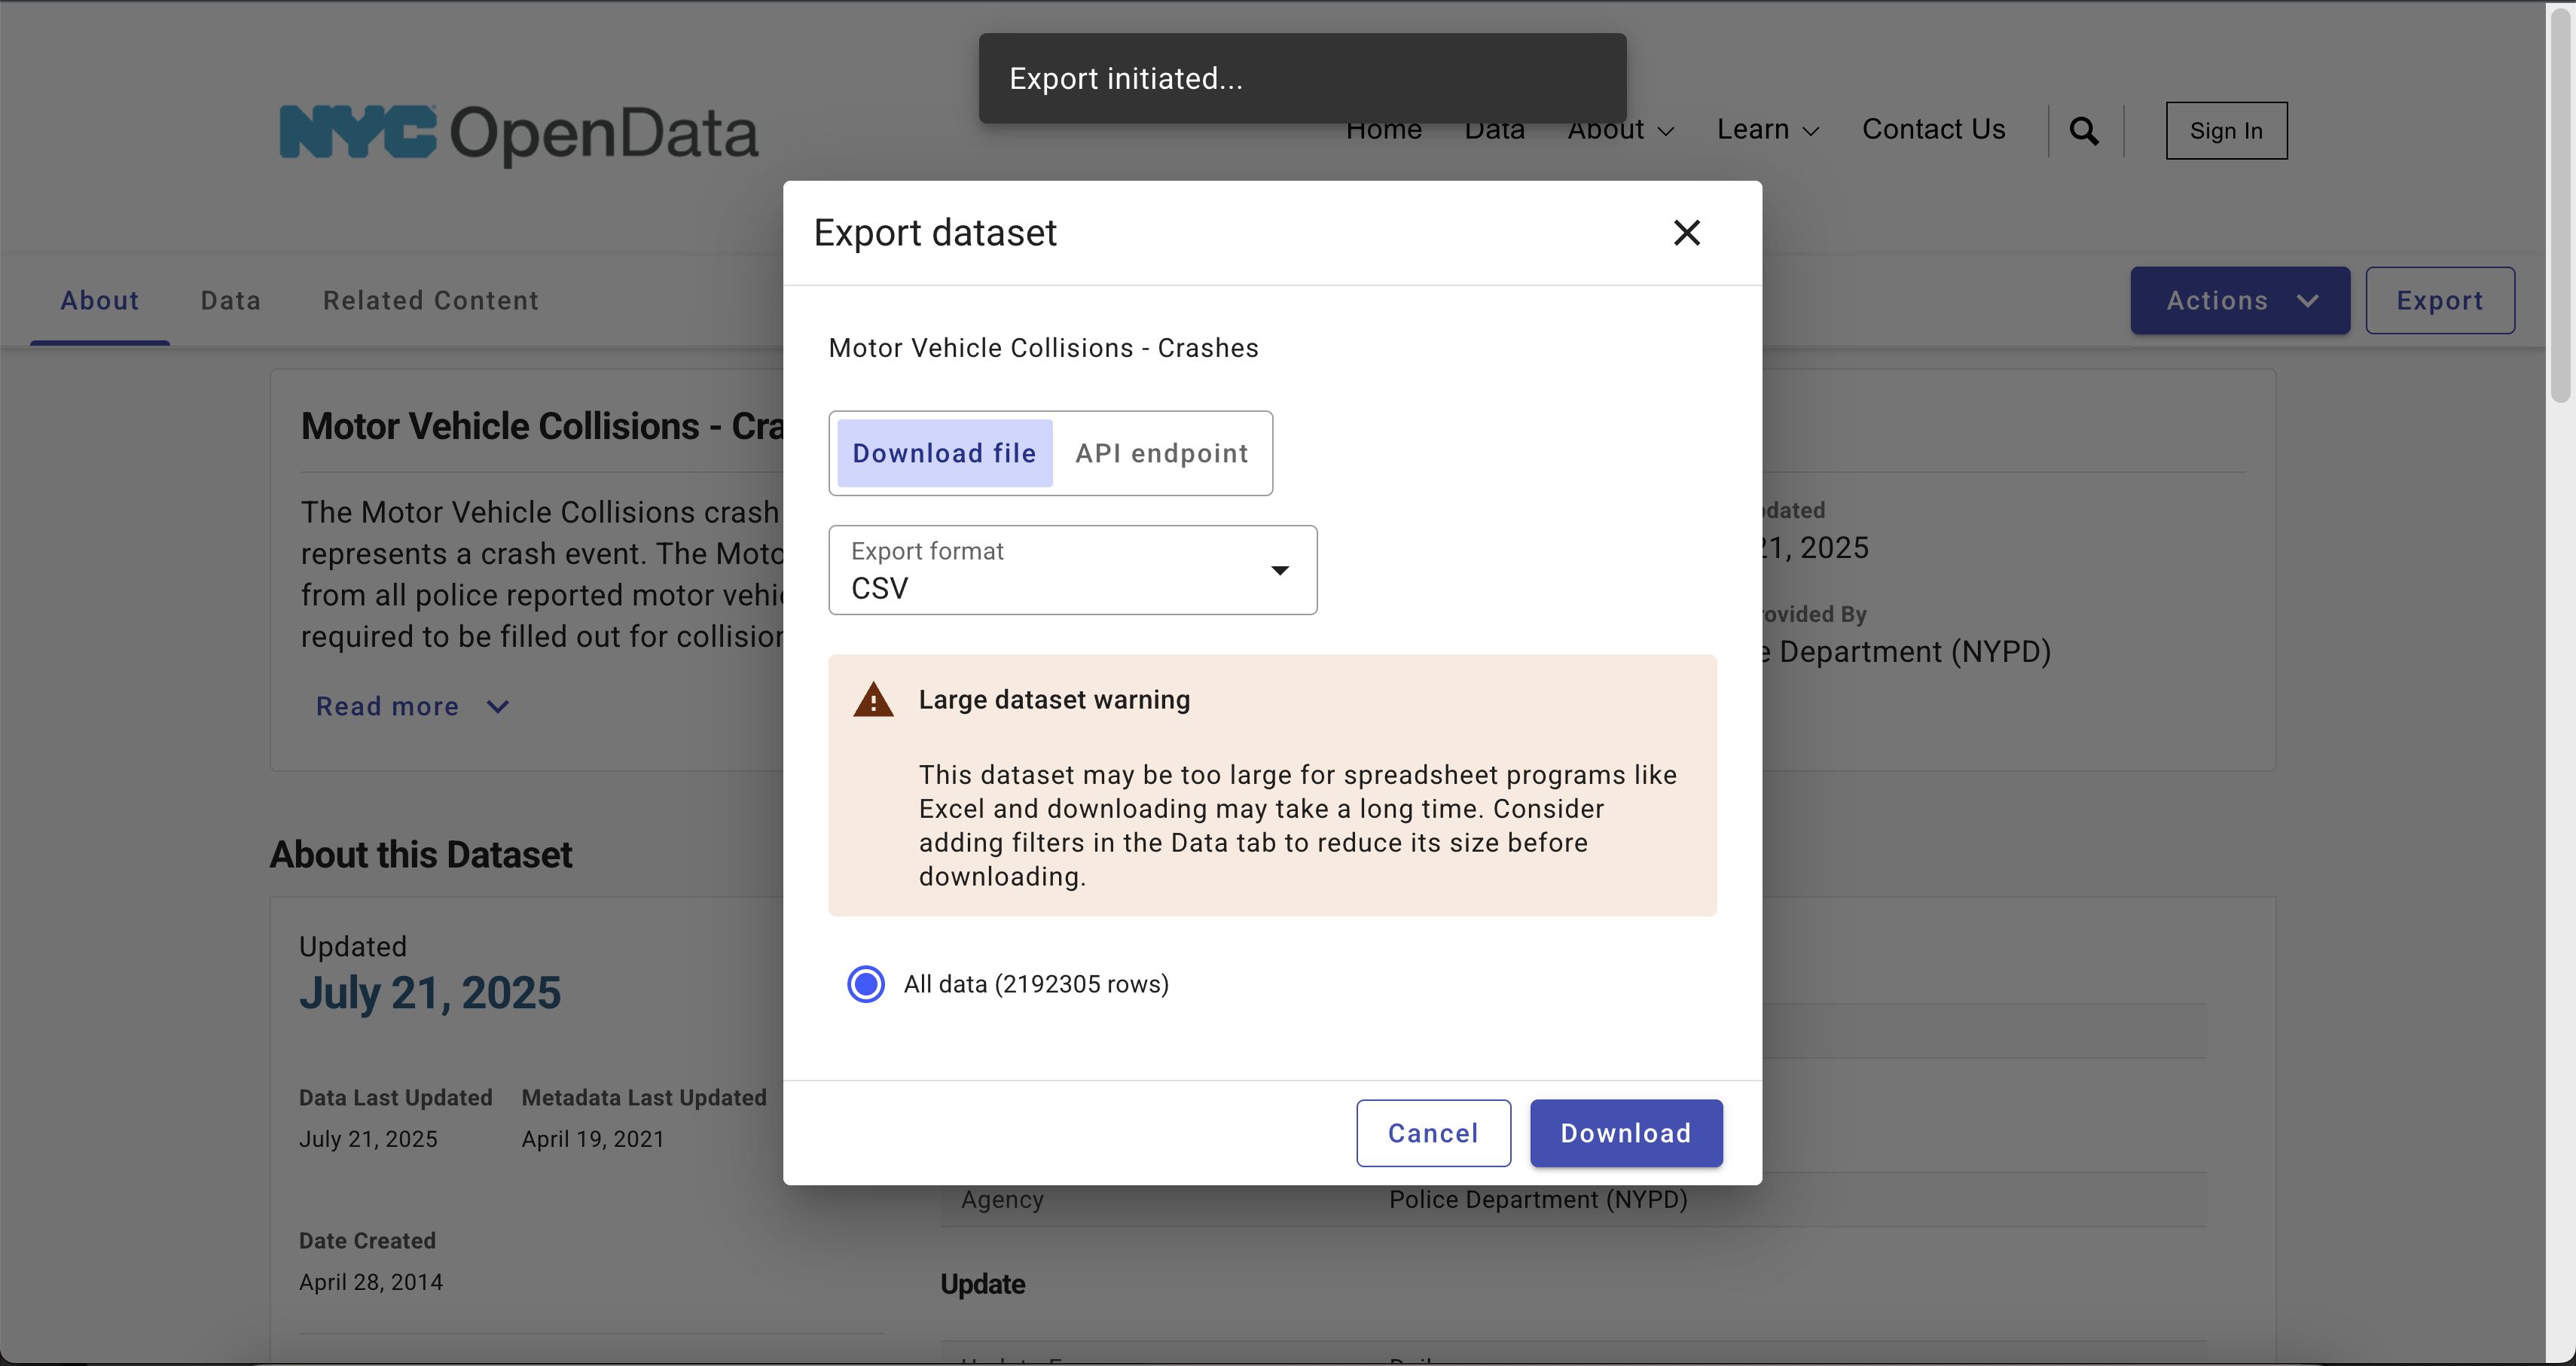 Export initiated...
NYC OpenData
Home Data About Learn Contact Us Sign In
Export dataset
About Data Related Content Actions Export
Motor Vehicle Collisions - Crashes
Download file API endpoint
Export format
CSV
Large dataset warning
This dataset may be too large for spreadsheet programs like
Excel and downloading may take a long time. Consider
adding filters in the Data tab to reduce its size before
downloading.
All data (2192305 rows)
Cancel Download
Motor Vehicle Collisions - Cra
The Motor Vehicle Collisions crash
represents a crash event. The Moto
from all police reported motor vehi
required to be filled out for collision
Read more
pdated
21, 2025
rovided By
e Department (NYPD)
About this Dataset
Updated
July 21, 2025
Data Last Updated Metadata Last Updated
July 21, 2025 April 19, 2021
Date Created
April 28, 2014
Agency Police Department (NYPD)
Update